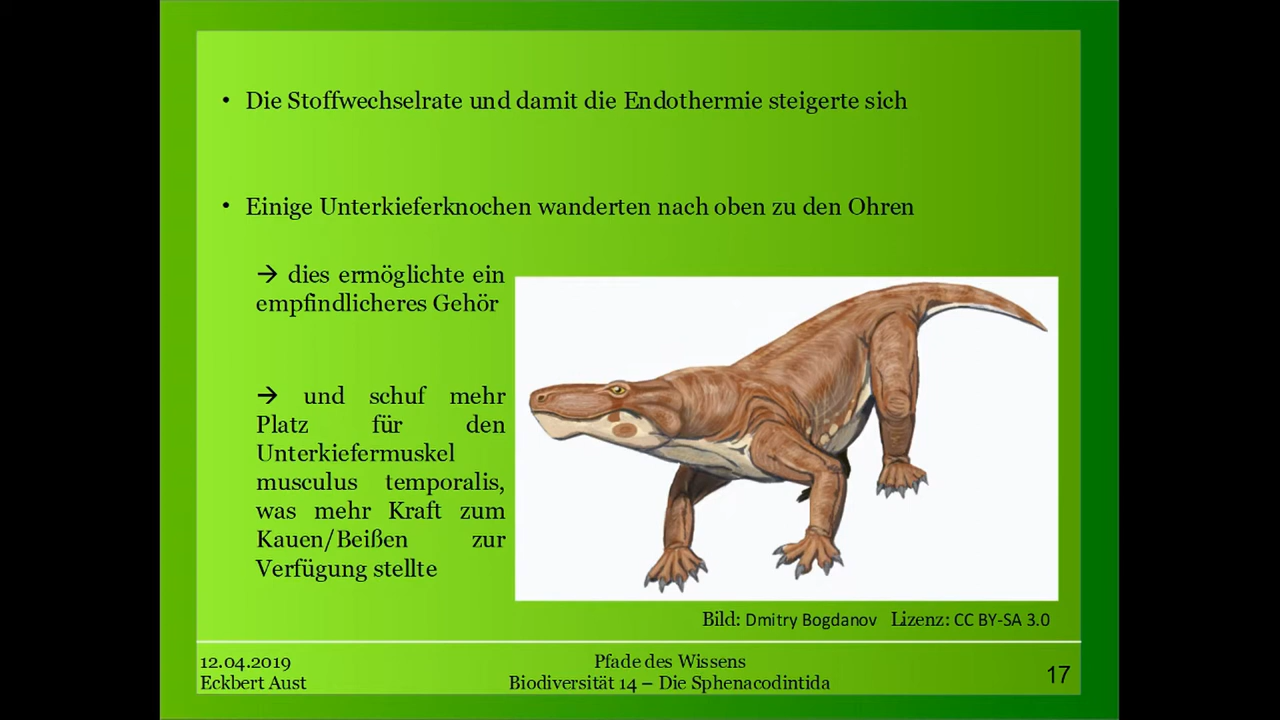 • Die Stoffwechselrate und damit die Endothermie steigerte sich
• Einige Unterkieferknochen wanderten nach oben zu den Ohren
→ dies ermöglichte ein
empfindlicheres Gehör
→ und schuf mehr
Platz für den
Unterkiefermuskel
musculus temporalis,
was mehr Kraft zum
Kauen/Beißen zur
Verfügung stellte
Bild: Dmitry Bogdanov Lizenz: CC BY-SA 3.0
12.04.2019
Eckbert Aust
Pfade des Wissens
Biodiversität 14 – Die Sphenacodintida
17